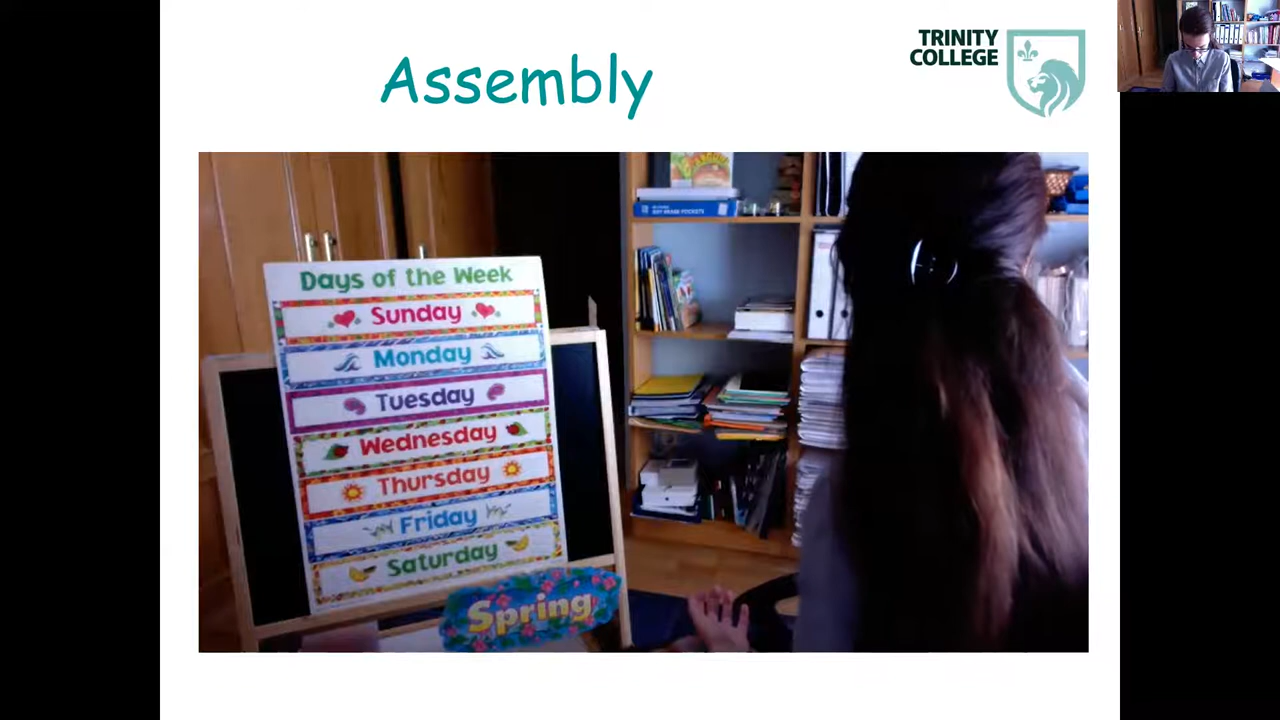 Assembly
TRINITY
COLLEGE
Days of the Week
Sunday
Monday
Tuesday
Wednesday
Thursday
Friday
Saturday
Spring